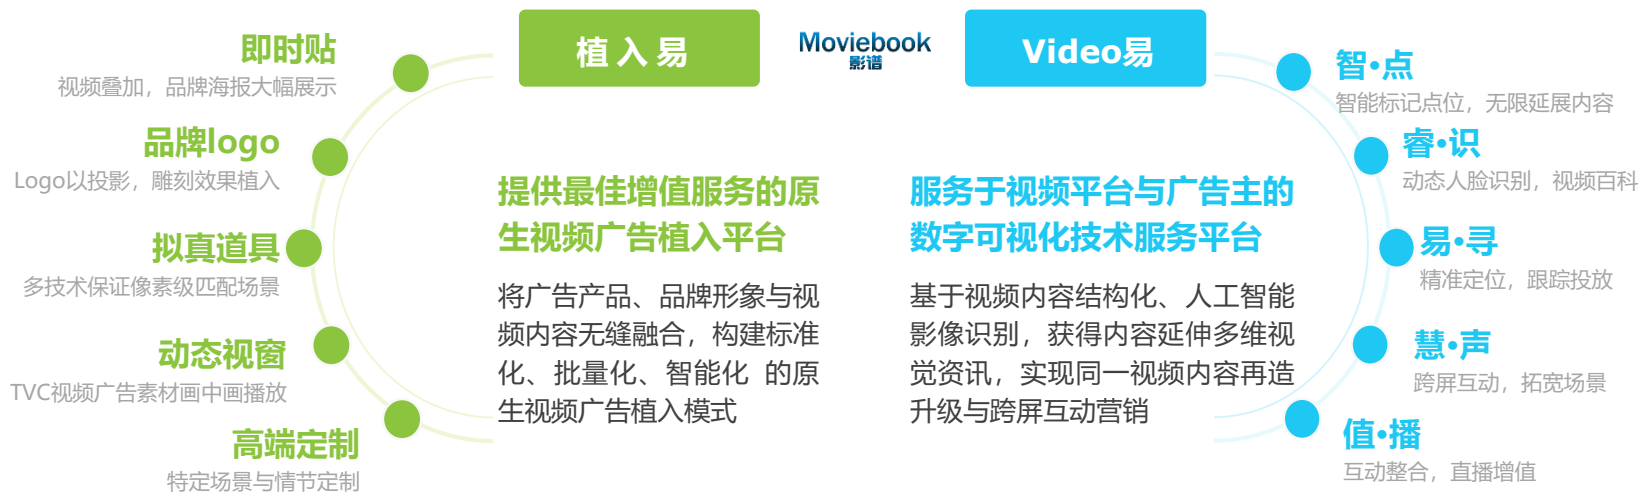 植入易
Moviebook
影谱
Video易
即时贴
视频叠加，品牌海报大幅展示
品牌logo
Logo以投影，雕刻效果植入
拟真道具
多技术保证像素级匹配场景
动态视窗
TVC视频广告素材画中画播放
高端定制
特定场景与情节定制
提供最佳增值服务的原
生视频广告植入平台
将广告产品、品牌形象与视
频内容无缝融合，构建标准
化、批量化、智能化 的原
生视频广告植入模式
服务于视频平台与广告主的
数字可视化技术服务平台
基于视频内容结构化、人工智能
影像识别，获得内容延伸多维视
觉资讯，实现同一视频内容再造
升级与跨屏互动营销
智·点
智能标记点位，无限延展内容
睿·识
动态人脸识别，视频百科
易·寻
精准定位，跟踪投放
慧·声
跨屏互动，拓宽场景
值·播
互动整合，直播增值